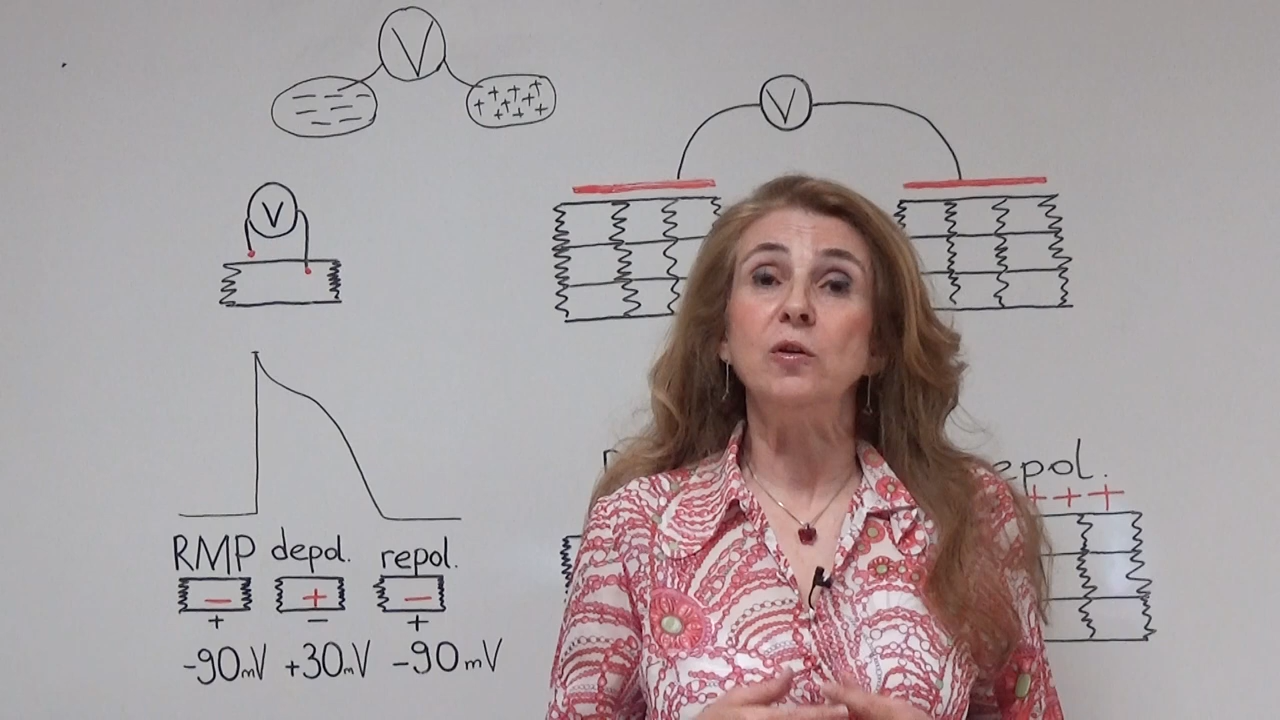 V
V
V
epol.
+ + +
RMP depol. repol.
− + −
+ − +
-90mV +30mV -90mV